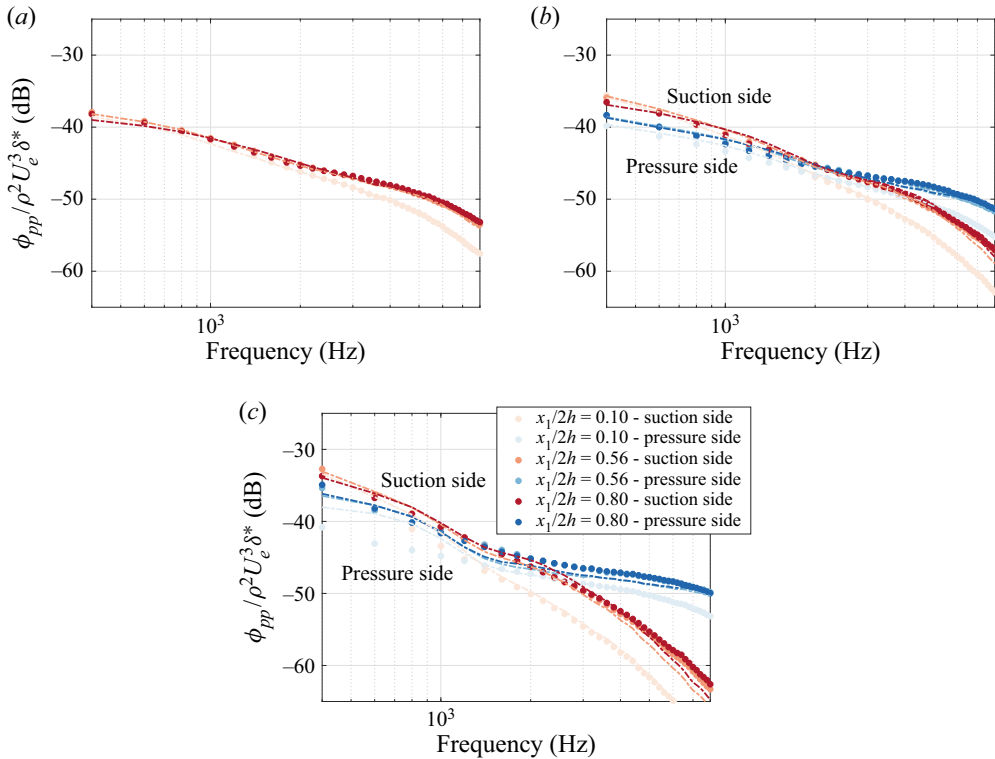 (a)
−30
−40
−50
−60
ϕpp/ρ²Ue³δ* (dB)
10³
Frequency (Hz)
(b)
−30
−40
−50
−60
Suction side
Pressure side
10³
Frequency (Hz)
(c)
−30
−40
−50
−60
ϕpp/ρ²Ue³δ* (dB)
Suction side
Pressure side
x₁/2h = 0.10 - suction side
x₁/2h = 0.10 - pressure side
x₁/2h = 0.56 - suction side
x₁/2h = 0.56 - pressure side
x₁/2h = 0.80 - suction side
x₁/2h = 0.80 - pressure side
10³
Frequency (Hz)